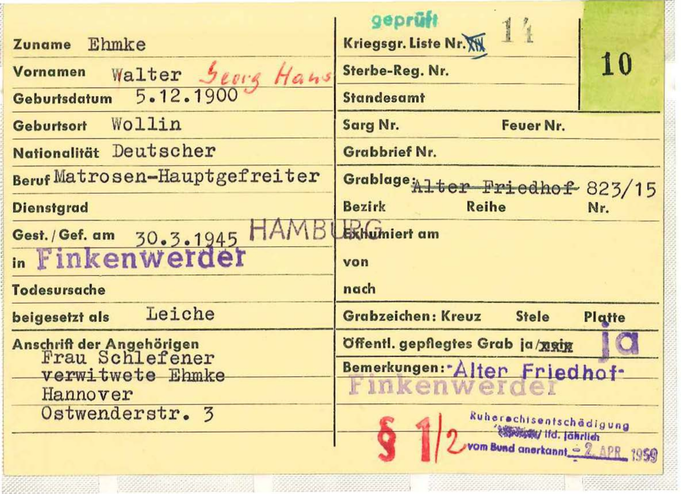 geprüft
Zuname Ehmke
Vornamen Walter Georg Hans
Geburtsdatum 5.12.1900
Geburtsort Wollin
Nationalität Deutscher
Beruf Matrosen-Hauptgefreiter
Dienstgrad
Gest./Gef. am 30.3.1945 HAMBURG
in Finkenwerder
Todesursache
beigesetzt als Leiche
Anschrift der Angehörigen
Frau Schlefener
verwitwete Ehmke
Hannover
Ostwenderstr. 3
Kriegsgr. Liste Nr. XIX 14
10
Sterbe-Reg. Nr.
Standesamt
Sarg Nr. Feuer Nr.
Grabbrief Nr.
Grablage: Alter Friedhof 823/15
Bezirk Reihe Nr.
Exhumiert am
von
nach
Grabzeichen: Kreuz Stele Platte
Öffentl. gepflegtes Grab ja/nein ja
Bemerkungen: -Alter Friedhof-
Finkenwerder
§ 1/2
Ruherechtsentschädigung
/ lfd. jährlich
vom Bund anerkannt - 2. APR. 1959